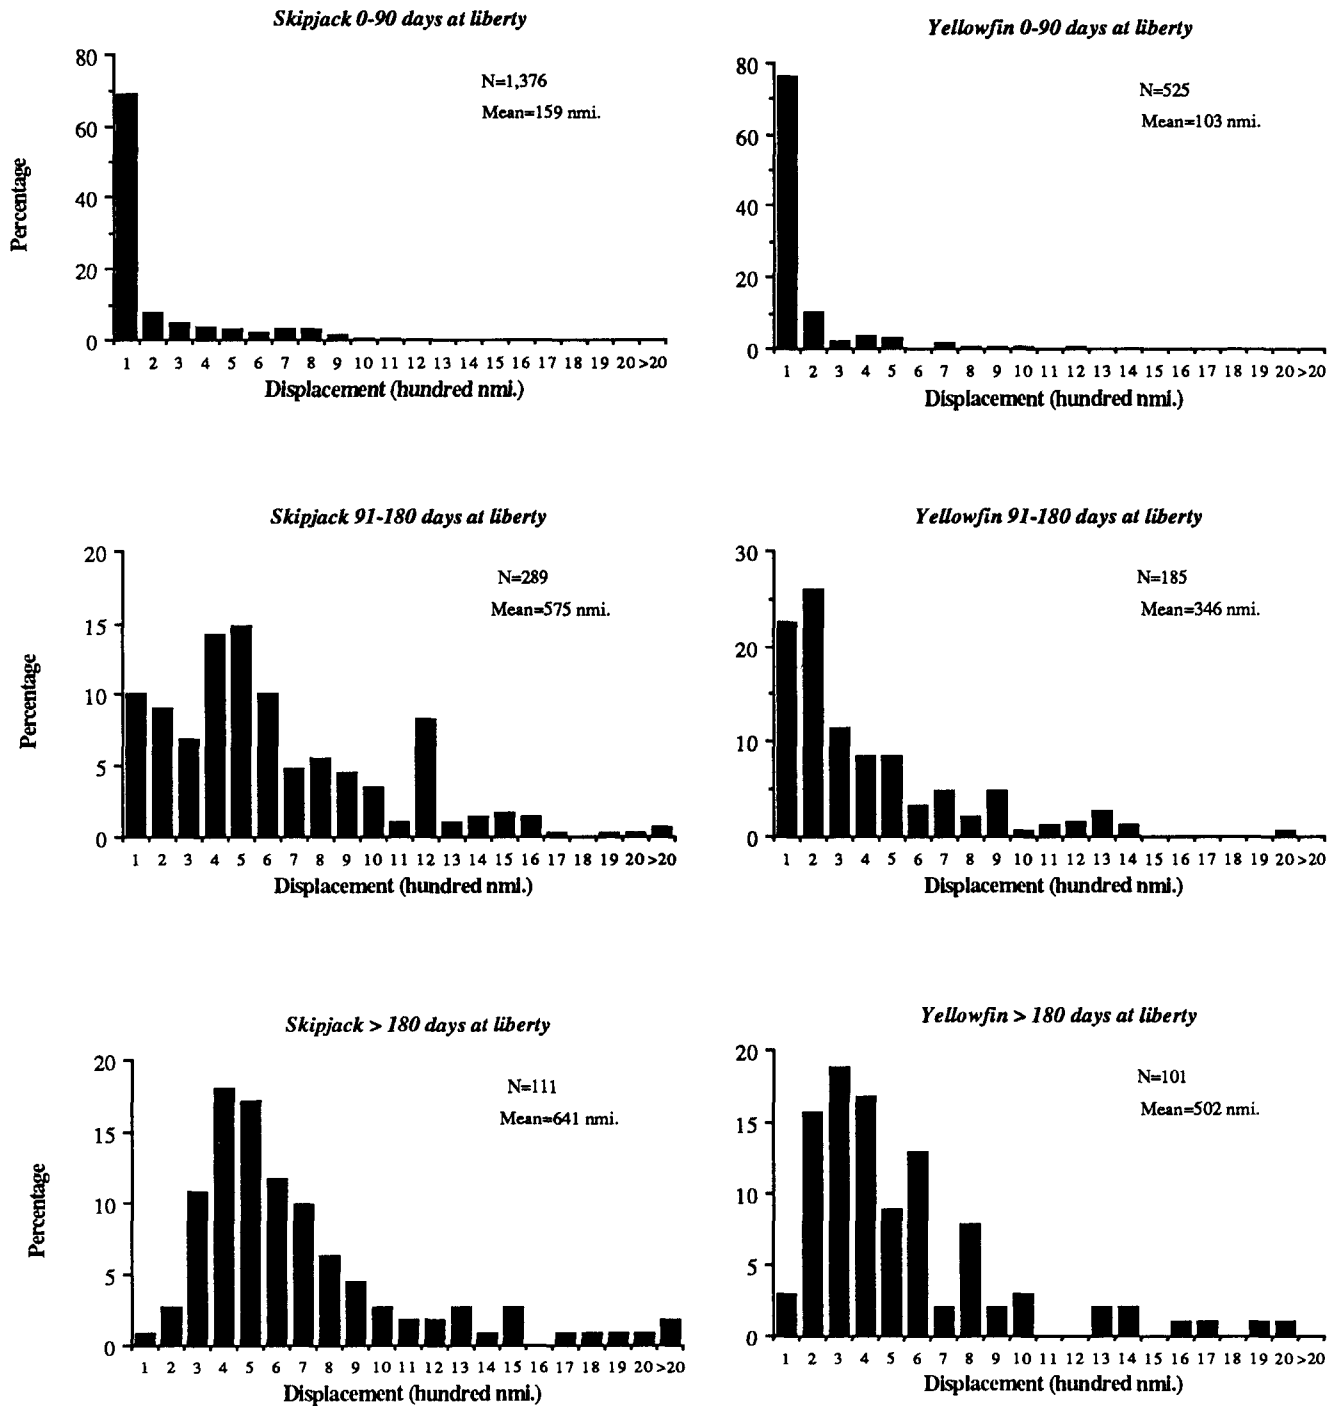 Skipjack 0-90 days at liberty
80
60
40
20
0
Percentage
N=1,376
Mean=159 nmi.
1 2 3 4 5 6 7 8 9 10 11 12 13 14 15 16 17 18 19 20 >20
Displacement (hundred nmi.)
Yellowfin 0-90 days at liberty
80
60
40
20
0
N=525
Mean=103 nmi.
1 2 3 4 5 6 7 8 9 10 11 12 13 14 15 16 17 18 19 20 >20
Displacement (hundred nmi.)
Skipjack 91-180 days at liberty
20
15
10
5
0
Percentage
N=289
Mean=575 nmi.
1 2 3 4 5 6 7 8 9 10 11 12 13 14 15 16 17 18 19 20 >20
Displacement (hundred nmi.)
Yellowfin 91-180 days at liberty
30
20
10
0
N=185
Mean=346 nmi.
1 2 3 4 5 6 7 8 9 10 11 12 13 14 15 16 17 18 19 20 >20
Displacement (hundred nmi.)
Skipjack > 180 days at liberty
20
15
10
5
0
Percentage
N=111
Mean=641 nmi.
1 2 3 4 5 6 7 8 9 10 11 12 13 14 15 16 17 18 19 20 >20
Displacement (hundred nmi.)
Yellowfin > 180 days at liberty
20
15
10
5
0
N=101
Mean=502 nmi.
1 2 3 4 5 6 7 8 9 10 11 12 13 14 15 16 17 18 19 20 >20
Displacement (hundred nmi.)